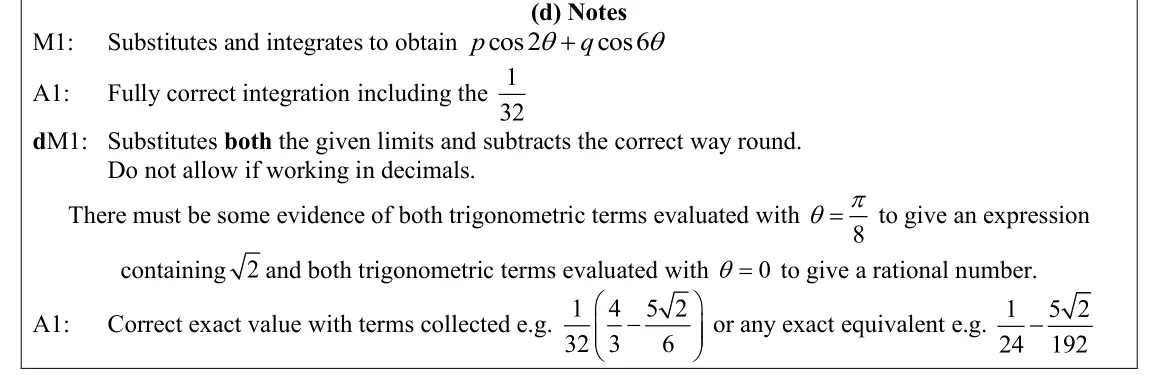 (d) Notes
M1: Substitutes and integrates to obtain p cos 2θ + q cos 6θ
A1: Fully correct integration including the 1/32
dM1: Substitutes both the given limits and subtracts the correct way round.
Do not allow if working in decimals.
There must be some evidence of both trigonometric terms evaluated with θ = π/8 to give an expression
containing √2 and both trigonometric terms evaluated with θ = 0 to give a rational number.
A1: Correct exact value with terms collected e.g. 1/32 (4/3 − 5√2/6) or any exact equivalent e.g. 1/24 − 5√2/192